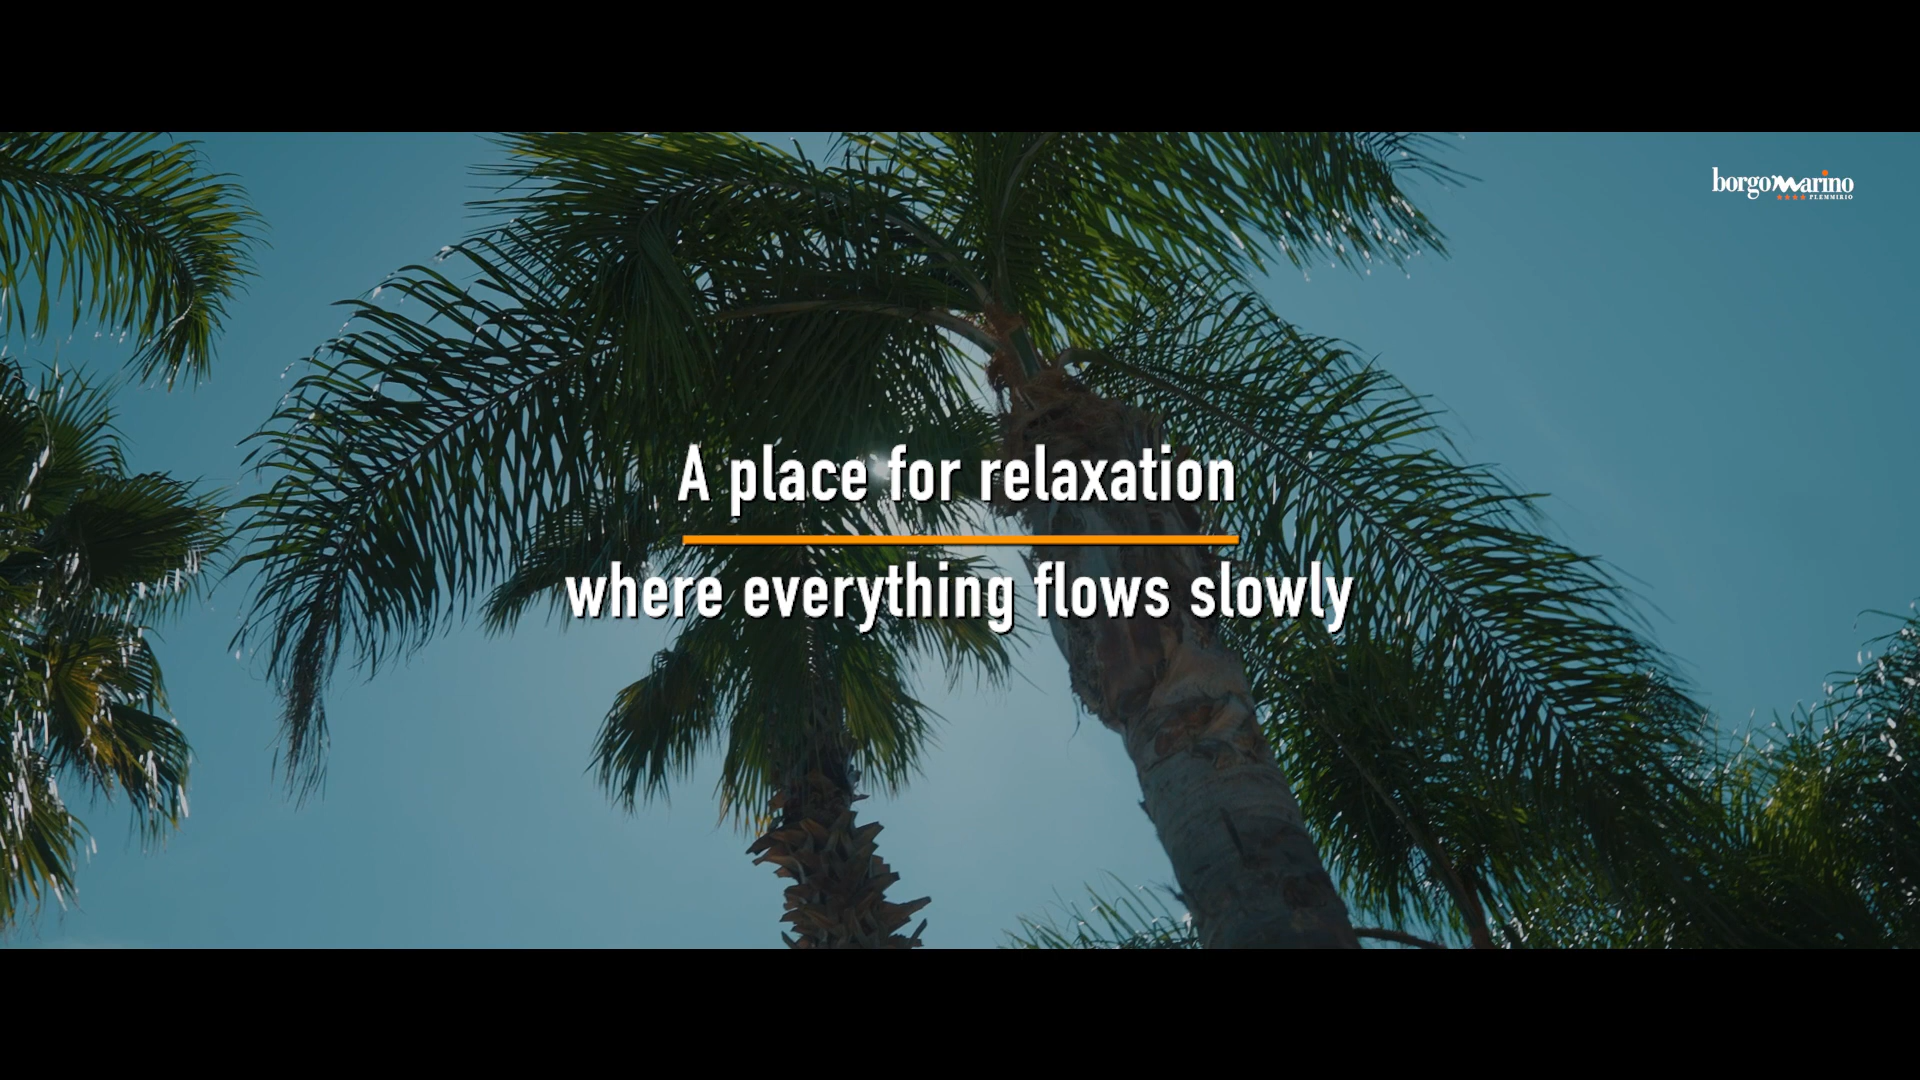 borgomarino
PLEMMIRIO
A place for relaxation
where everything flows slowly